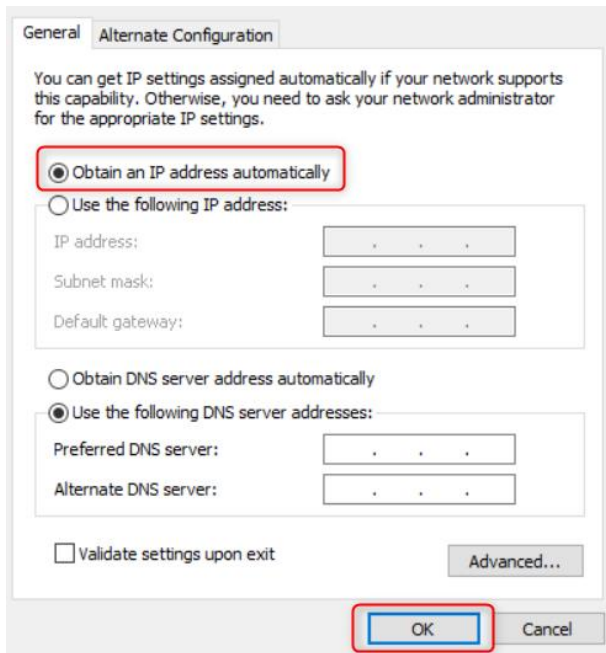 General
Alternate Configuration
You can get IP settings assigned automatically if your network supports
this capability. Otherwise, you need to ask your network administrator
for the appropriate IP settings.
Obtain an IP address automatically
Use the following IP address:
IP address:
Subnet mask:
Default gateway:
Obtain DNS server address automatically
Use the following DNS server addresses:
Preferred DNS server:
Alternate DNS server:
Validate settings upon exit
Advanced...
OK
Cancel